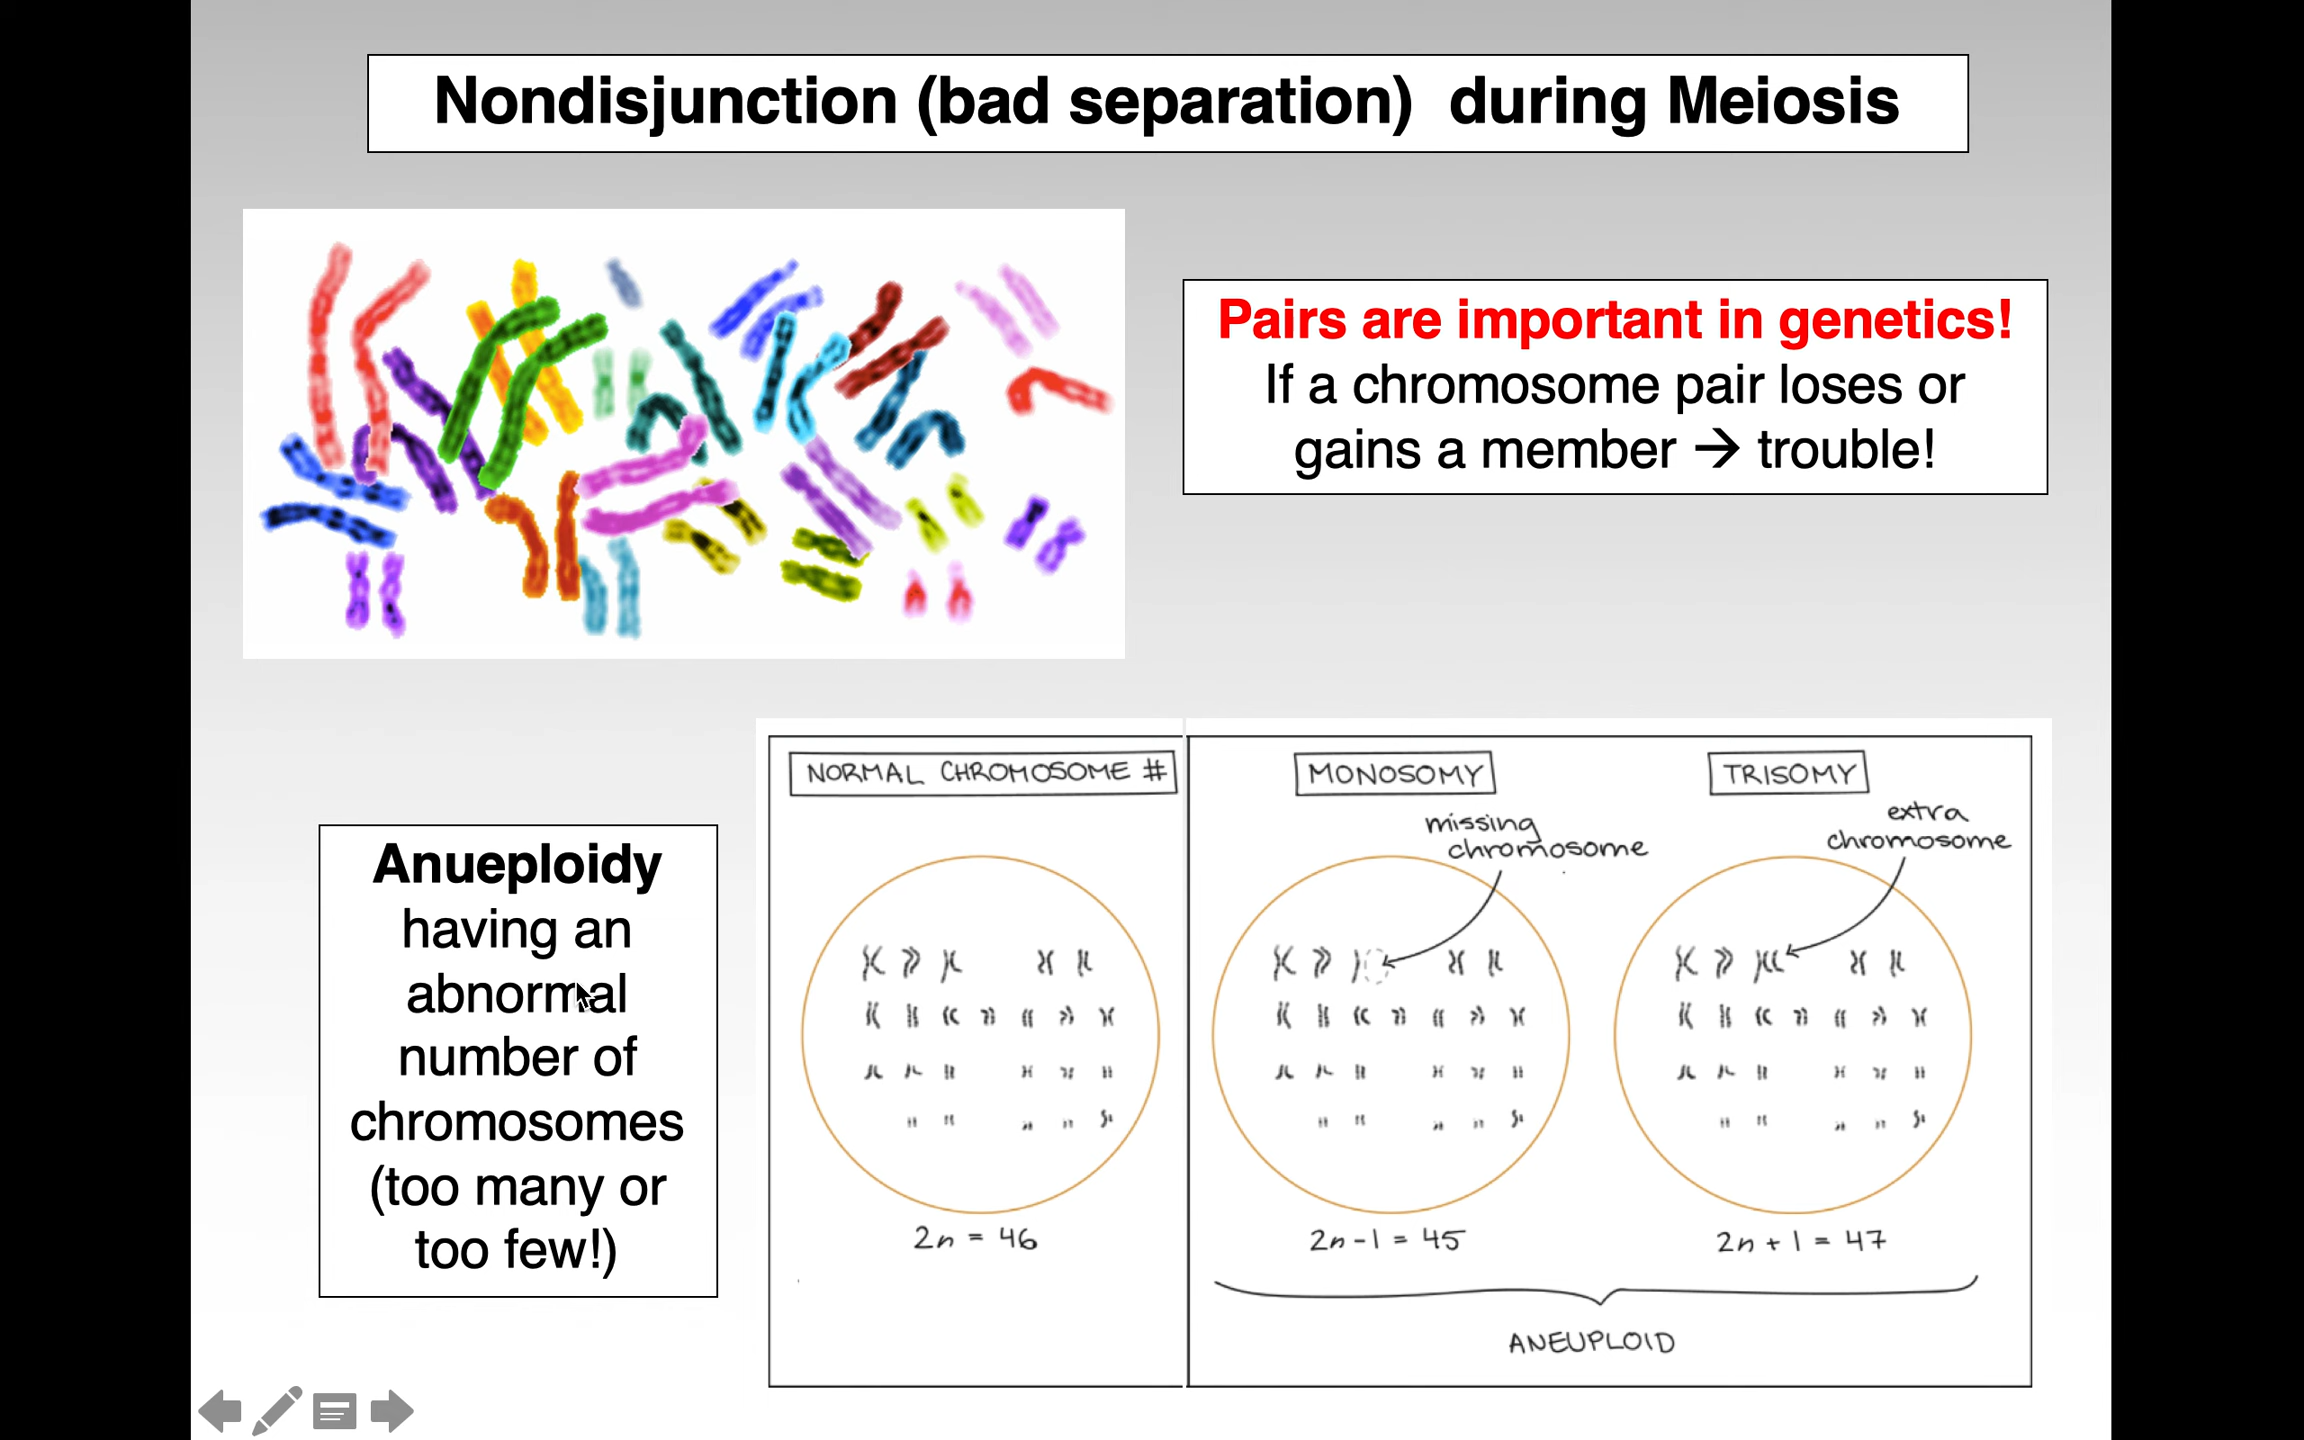 Nondisjunction (bad separation)  during Meiosis
Pairs are important in genetics!
If a chromosome pair loses or
gains a member → trouble!
Anueploidy
having an
abnormal
number of
chromosomes
(too many or
too few!)
NORMAL CHROMOSOME #
2n = 46
MONOSOMY
missing
chromosome
2n-1 = 45
TRISOMY
extra
chromosome
2n+1 = 47
ANEUPLOID